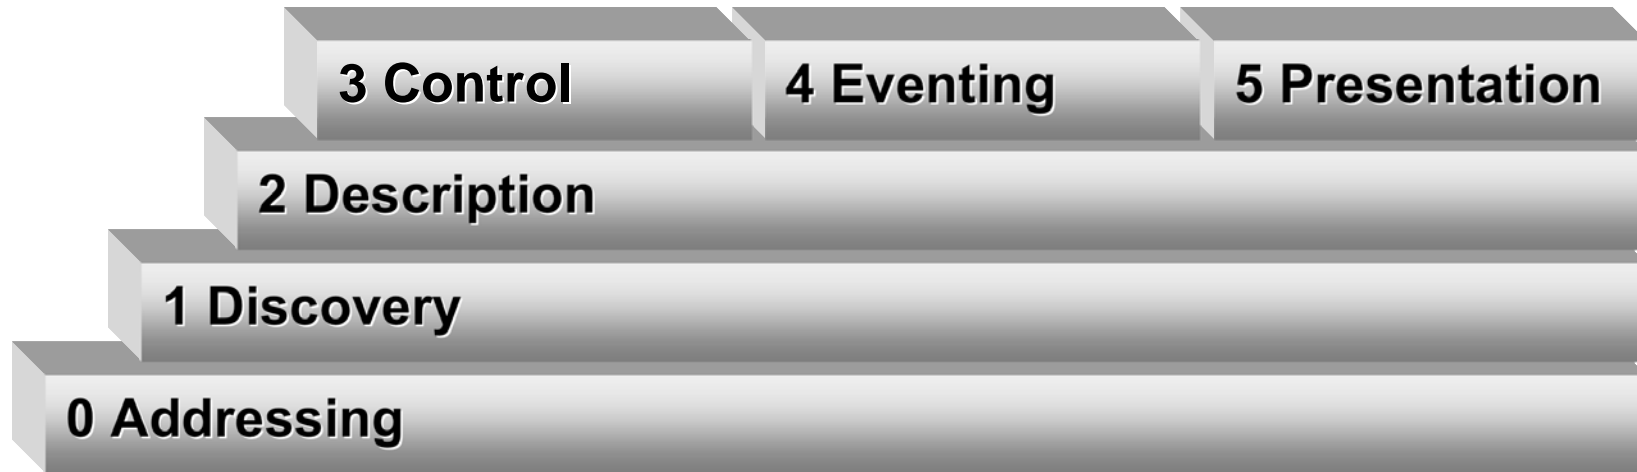 3 Control 4 Eventing 5 Presentation
2 Description
1 Discovery
0 Addressing